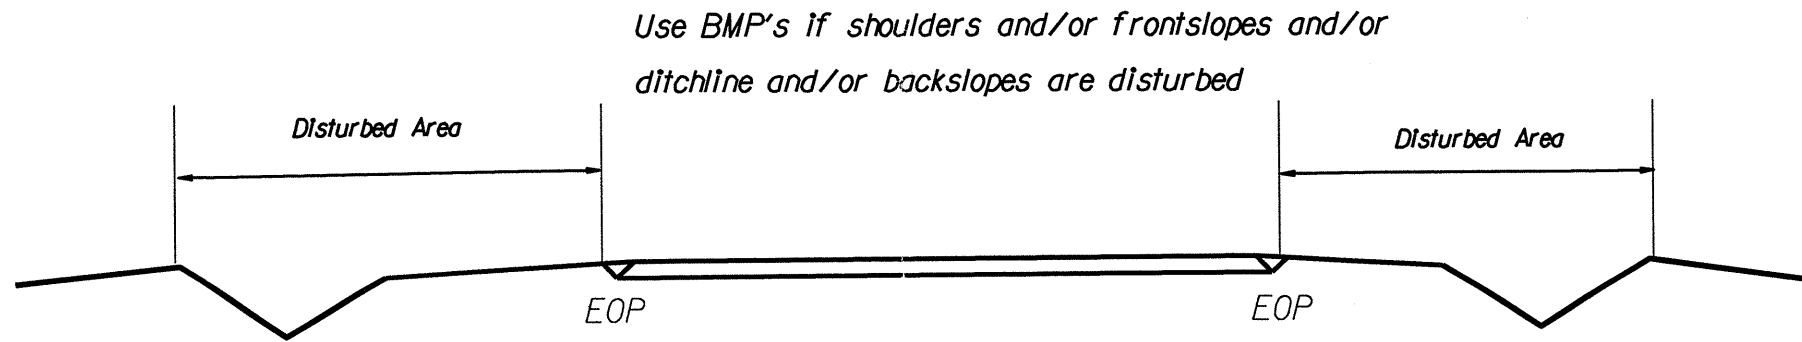 Use BMP's if shoulders and/or frontslopes and/or
ditchline and/or backslopes are disturbed
Disturbed Area
Disturbed Area
EOP
EOP